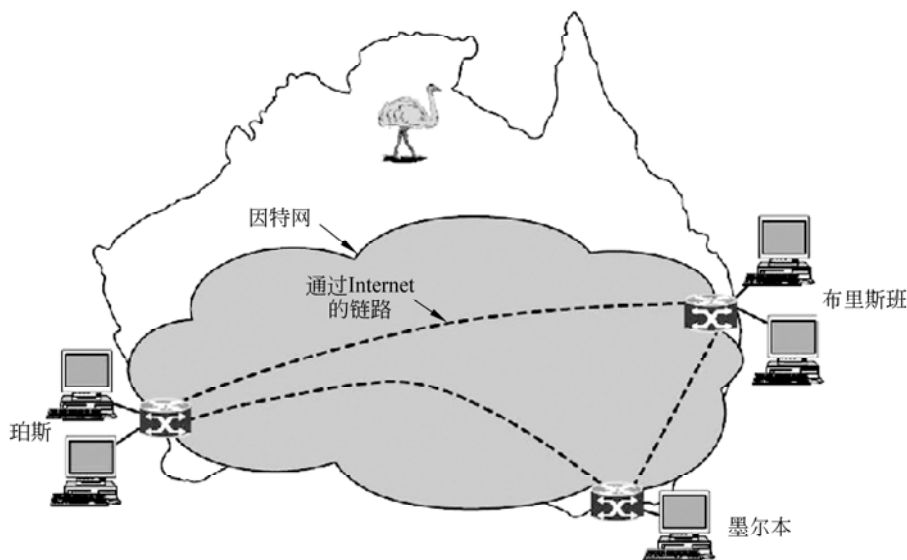 因特网
通过Internet
的链路
布里斯班
珀斯
墨尔本